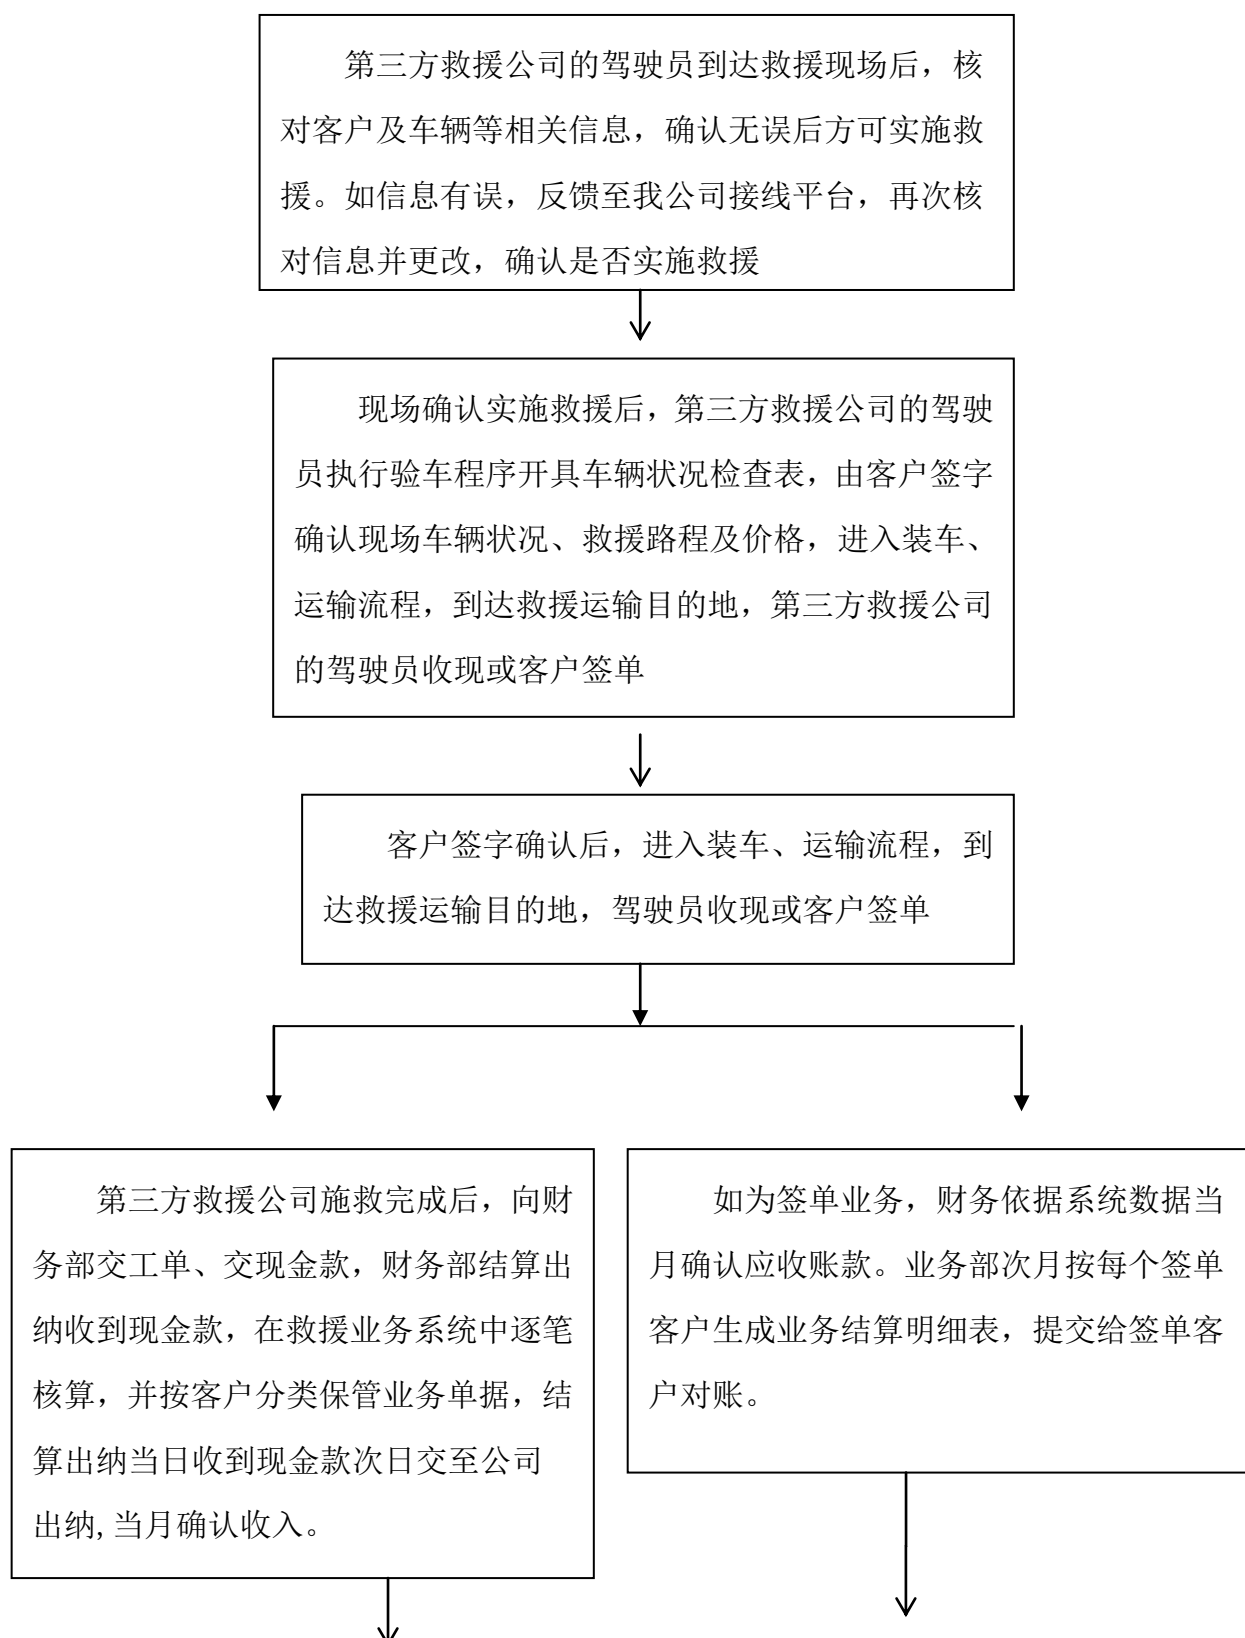 第三方救援公司的驾驶员到达救援现场后，核
对客户及车辆等相关信息，确认无误后方可实施救
援。如信息有误，反馈至我公司接线平台，再次核
对信息并更改，确认是否实施救援
现场确认实施救援后，第三方救援公司的驾驶
员执行验车程序开具车辆状况检查表，由客户签字
确认现场车辆状况、救援路程及价格，进入装车、
运输流程，到达救援运输目的地，第三方救援公司
的驾驶员收现或客户签单
客户签字确认后，进入装车、运输流程，到
达救援运输目的地，驾驶员收现或客户签单
第三方救援公司施救完成后，向财
务部交工单、交现金款，财务部结算出
纳收到现金款，在救援业务系统中逐笔
核算，并按客户分类保管业务单据，结
算出纳当日收到现金款次日交至公司
出纳,当月确认收入。
如为签单业务，财务依据系统数据当
月确认应收账款。业务部次月按每个签单
客户生成业务结算明细表，提交给签单客
户对账。